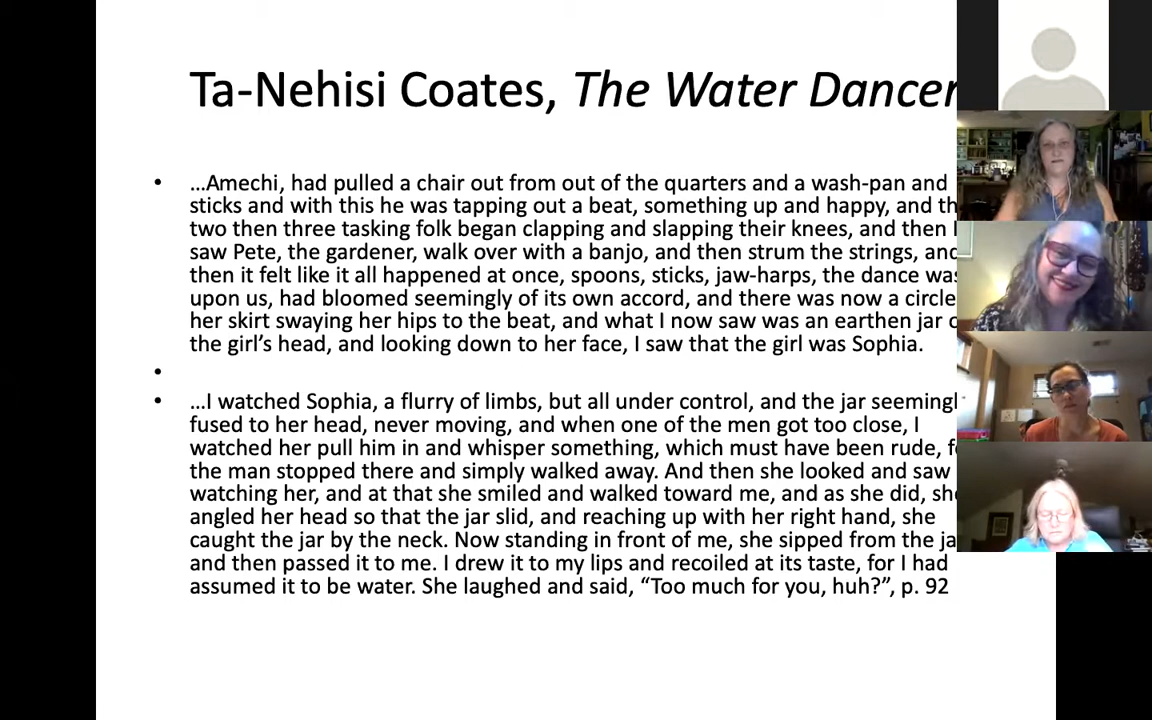 Ta-Nehisi Coates, The Water Dancer
• …Amechi, had pulled a chair out from out of the quarters and a wash-pan and
sticks and with this he was tapping out a beat, something up and happy, and th
two then three tasking folk began clapping and slapping their knees, and then I
saw Pete, the gardener, walk over with a banjo, and then strum the strings, and
then it felt like it all happened at once, spoons, sticks, jaw-harps, the dance was
upon us, had bloomed seemingly of its own accord, and there was now a circle
her skirt swaying her hips to the beat, and what I now saw was an earthen jar
the girl's head, and looking down to her face, I saw that the girl was Sophia.
•
• …I watched Sophia, a flurry of limbs, but all under control, and the jar seemingl
fused to her head, never moving, and when one of the men got too close, I
watched her pull him in and whisper something, which must have been rude, f
the man stopped there and simply walked away. And then she looked and saw
watching her, and at that she smiled and walked toward me, and as she did, she
angled her head so that the jar slid, and reaching up with her right hand, she
caught the jar by the neck. Now standing in front of me, she sipped from the ja
and then passed it to me. I drew it to my lips and recoiled at its taste, for I had
assumed it to be water. She laughed and said, “Too much for you, huh?”, p. 92